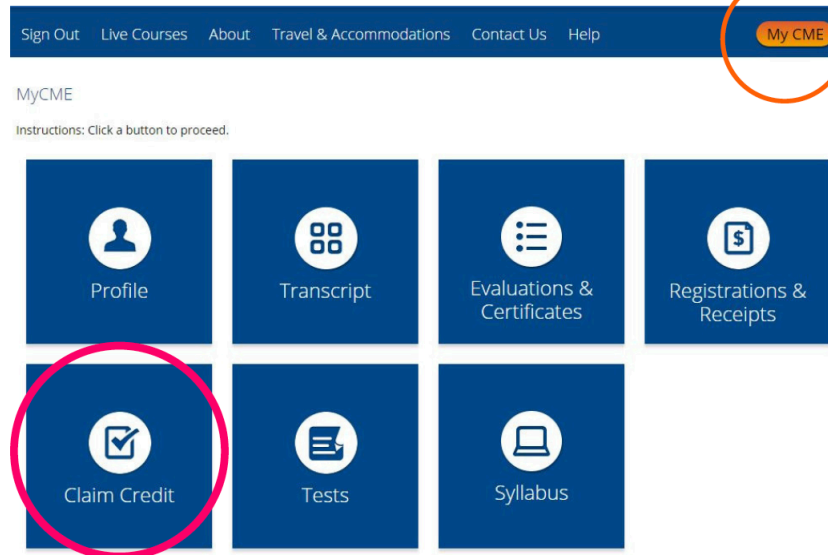 Sign Out Live Courses About Travel & Accommodations Contact Us Help My CME
MyCME
Instructions: Click a button to proceed.
Profile
Transcript
Evaluations &
Certificates
Registrations &
Receipts
Claim Credit
Tests
Syllabus